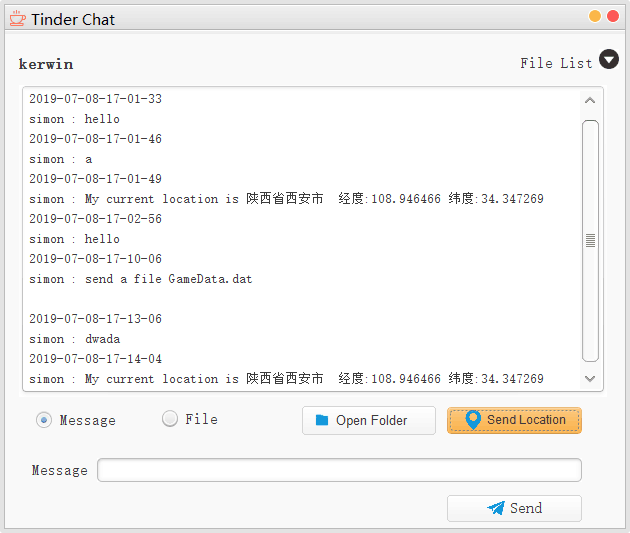 Tinder Chat
kerwin
File List
2019-07-08-17-01-33
simon : hello
2019-07-08-17-01-46
simon : a
2019-07-08-17-01-49
simon : My current location is 陕西省西安市 经度:108.946466 纬度:34.347269
2019-07-08-17-02-56
simon : hello
2019-07-08-17-10-06
simon : send a file GameData.dat
2019-07-08-17-13-06
simon : dwada
2019-07-08-17-14-04
simon : My current location is 陕西省西安市 经度:108.946466 纬度:34.347269
Message
File
Open Folder
Send Location
Message
Send